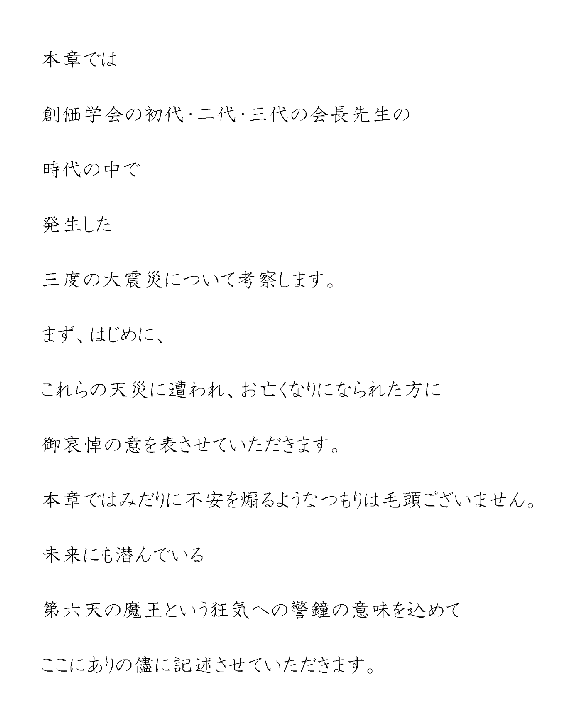 本章では
創価学会の初代・二代・三代の会長先生の
時代の中で
発生した
三度の大震災について考察します。
まず、はじめに、
これらの天災に遭われ、お亡くなりになられた方に
御哀悼の意を表させていただきます。
本章ではみだりに不安を煽るようなつもりは毛頭ございません。
未来にも潜んでいる
第六天の魔王という狂気への警鐘の意味を込めて
ここにありの儘に記述させていただきます。